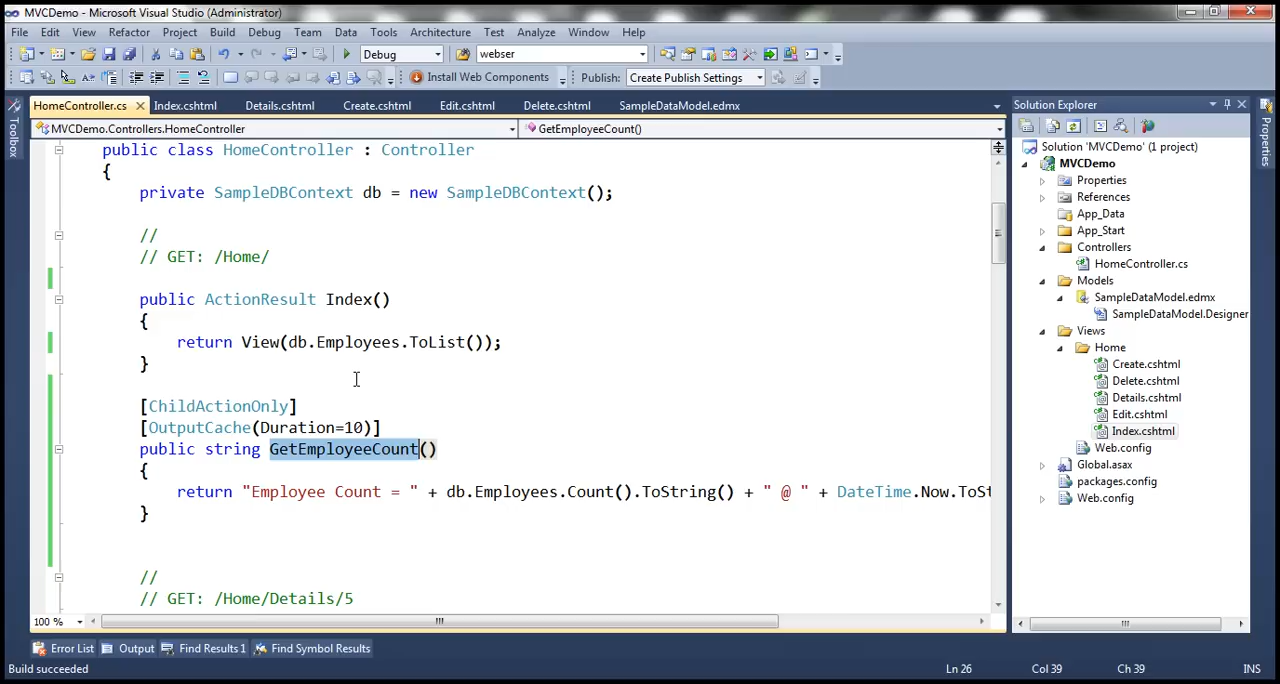 MVCDemo - Microsoft Visual Studio (Administrator)
File Edit View Refactor Project Build Debug Team Data Tools Architecture Test Analyze Window Help
Debug webser
Install Web Components Publish: Create Publish Settings
HomeController.cs Index.cshtml Details.cshtml Create.cshtml Edit.cshtml Delete.cshtml SampleDataModel.edmx
MVCDemo.Controllers.HomeController GetEmployeeCount()
public class HomeController : Controller
{
private SampleDBContext db = new SampleDBContext();
//
// GET: /Home/
public ActionResult Index()
{
return View(db.Employees.ToList());
}
[ChildActionOnly]
[OutputCache(Duration=10)]
public string GetEmployeeCount()
{
return "Employee Count = " + db.Employees.Count().ToString() + " @ " + DateTime.Now.ToSt
}
//
// GET: /Home/Details/5
100 %
Toolbox
Solution Explorer
Solution 'MVCDemo' (1 project)
MVCDemo
Properties
References
App_Data
App_Start
Controllers
HomeController.cs
Models
SampleDataModel.edmx
SampleDataModel.Designer
Views
Home
Create.cshtml
Delete.cshtml
Details.cshtml
Edit.cshtml
Index.cshtml
Web.config
Global.asax
packages.config
Web.config
Properties
Error List Output Find Results 1 Find Symbol Results
Build succeeded Ln 26 Col 39 Ch 39 INS